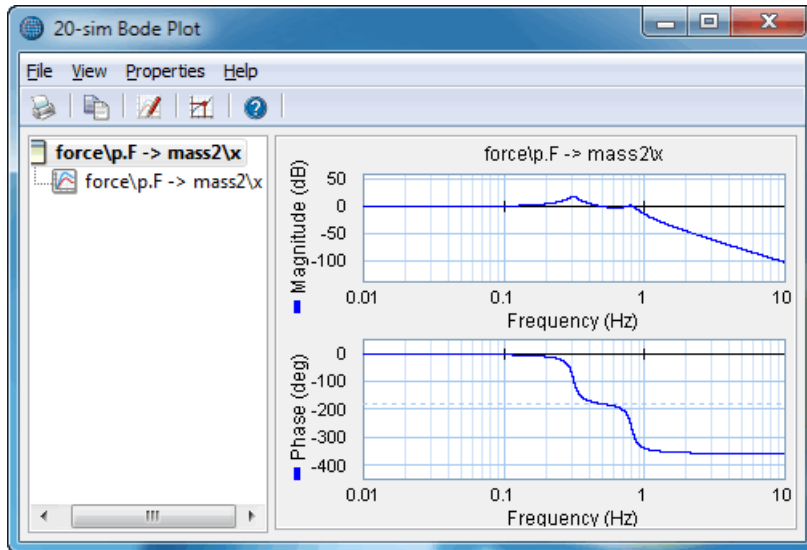 20-sim Bode Plot
File View Properties Help
force\p.F -> mass2\x
force\p.F -> mass2\x
force\p.F -> mass2\x
Magnitude (dB)
50
0
-50
-100
0.01 0.1 1 10
Frequency (Hz)
Phase (deg)
0
-100
-200
-300
-400
0.01 0.1 1 10
Frequency (Hz)